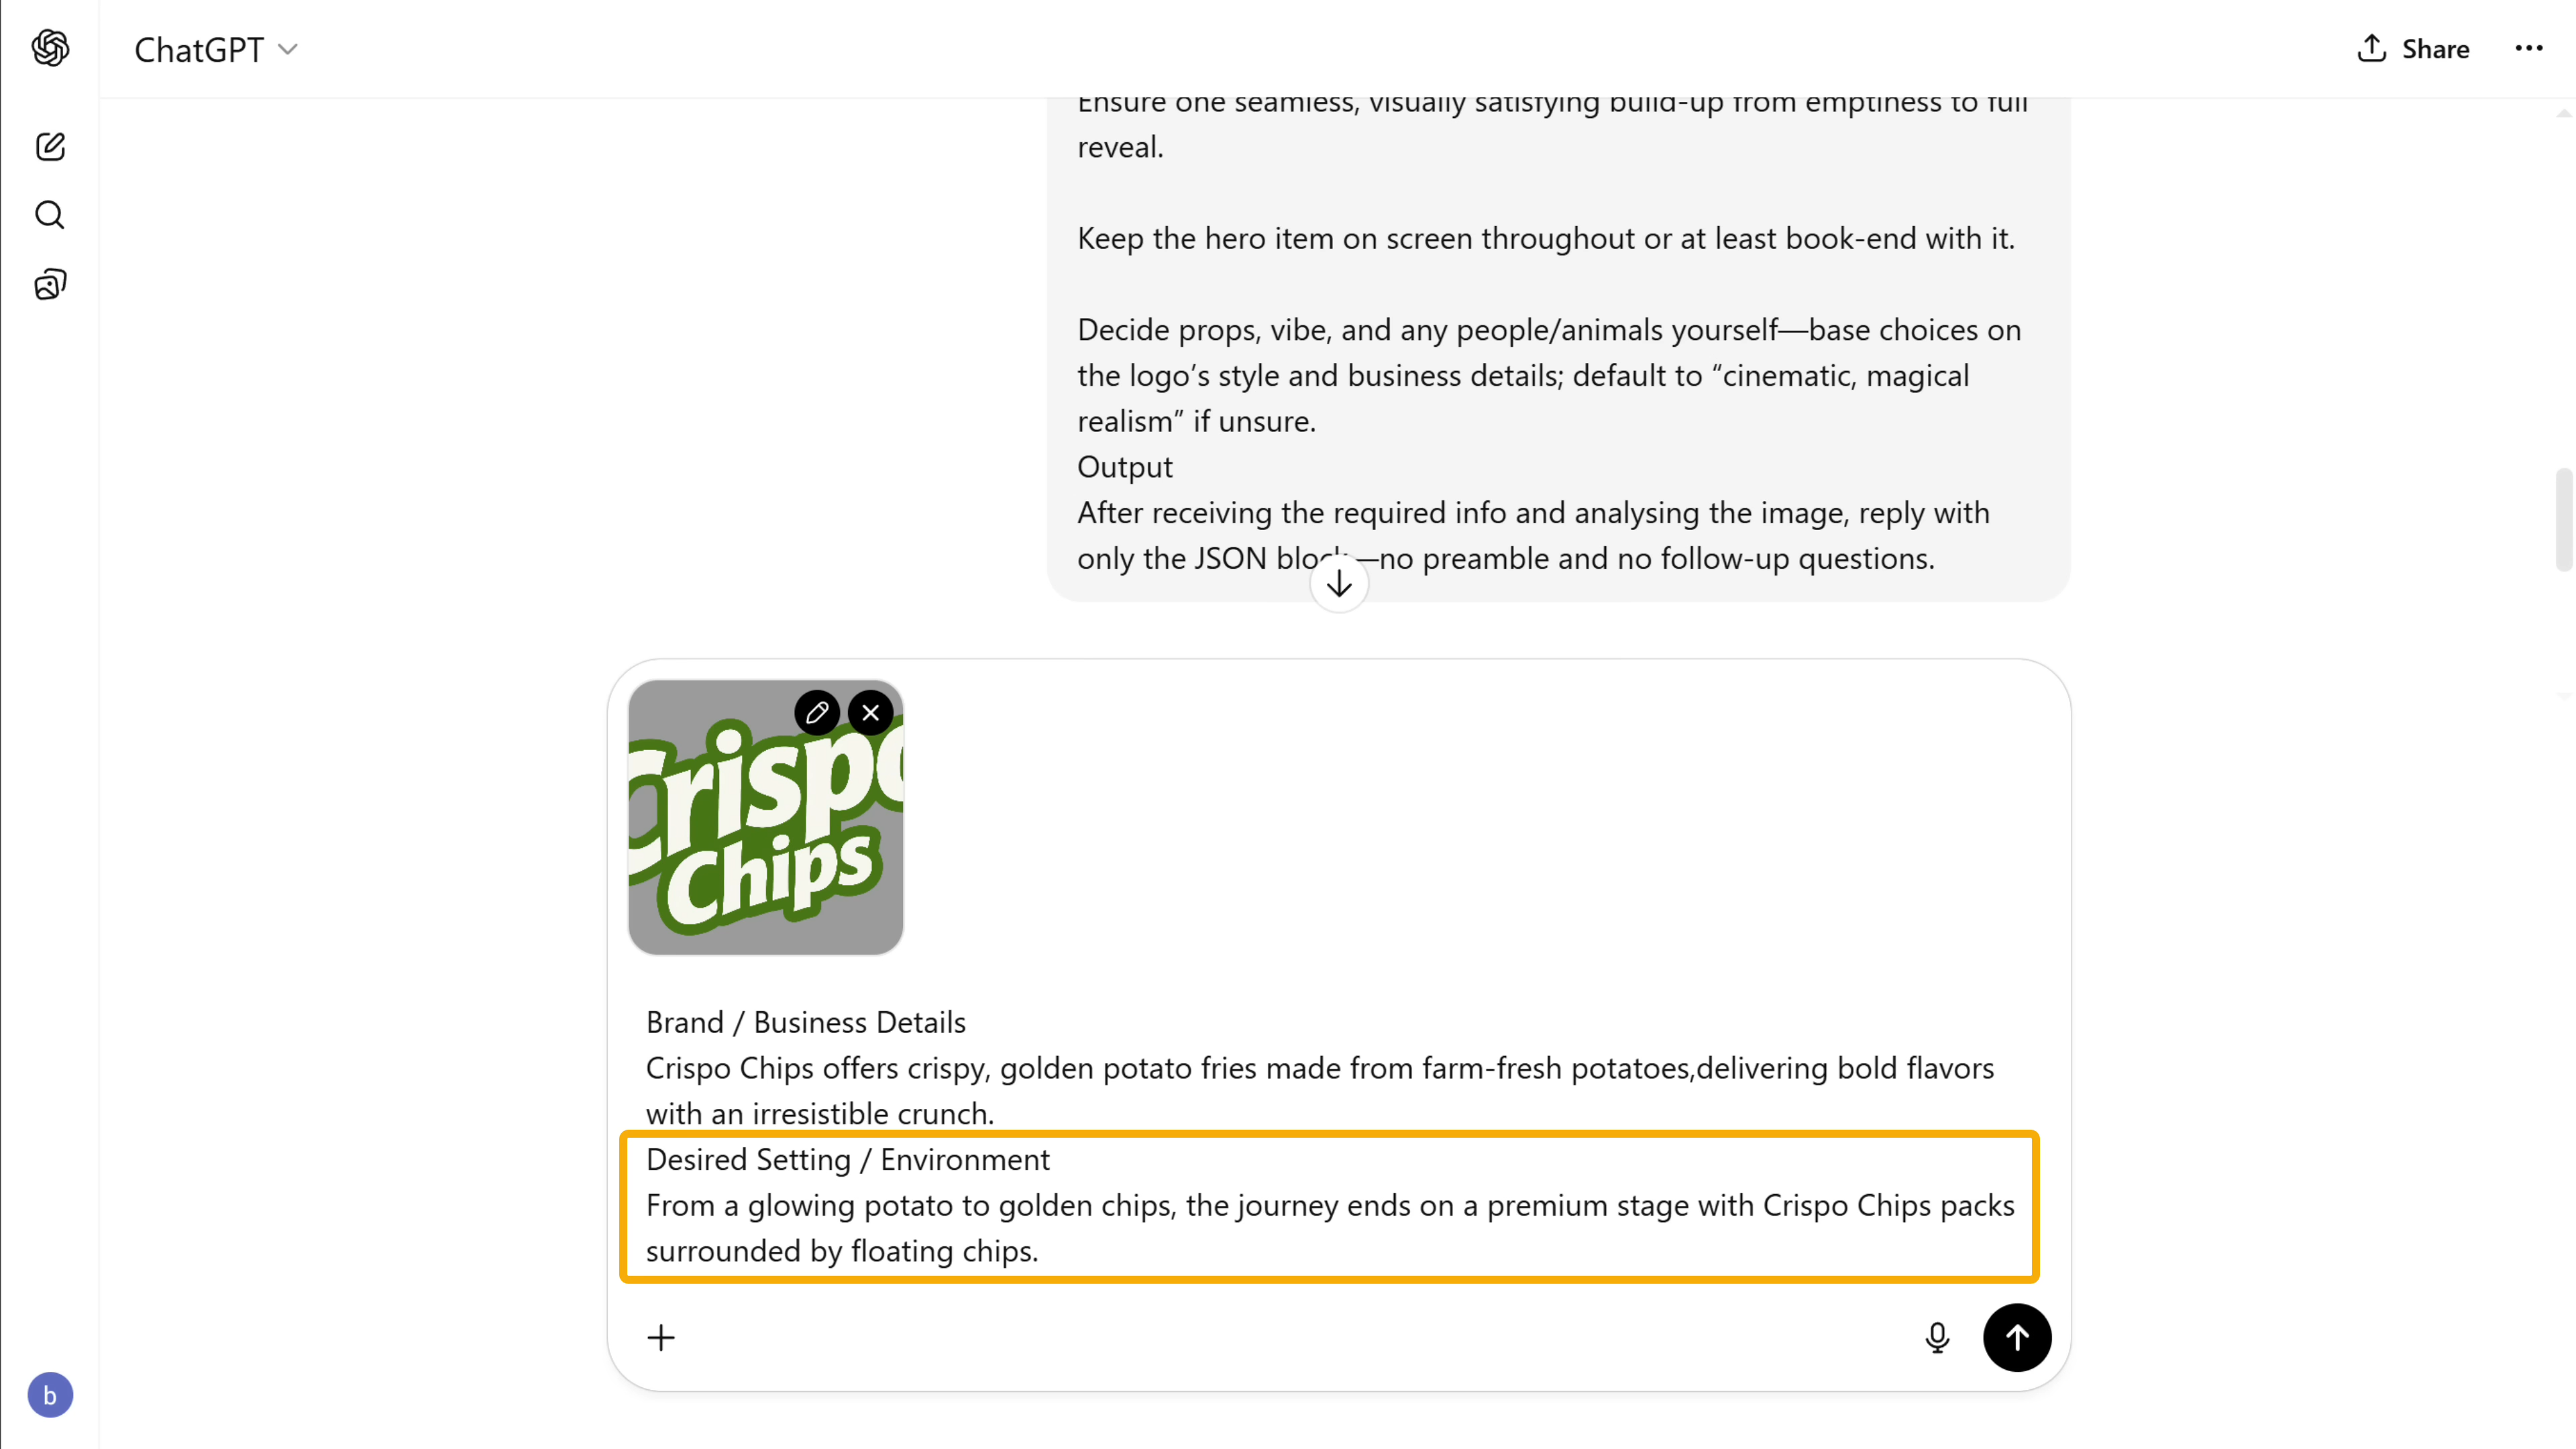 ChatGPT
Share
Ensure one seamless, visually satisfying build-up from emptiness to full
reveal.
Keep the hero item on screen throughout or at least book-end with it.
Decide props, vibe, and any people/animals yourself—base choices on
the logo’s style and business details; default to “cinematic, magical
realism” if unsure.
Output
After receiving the required info and analysing the image, reply with
only the JSON block—no preamble and no follow-up questions.
Crispo
Chips
Brand / Business Details
Crispo Chips offers crispy, golden potato fries made from farm-fresh potatoes,delivering bold flavors
with an irresistible crunch.
Desired Setting / Environment
From a glowing potato to golden chips, the journey ends on a premium stage with Crispo Chips packs
surrounded by floating chips.
b